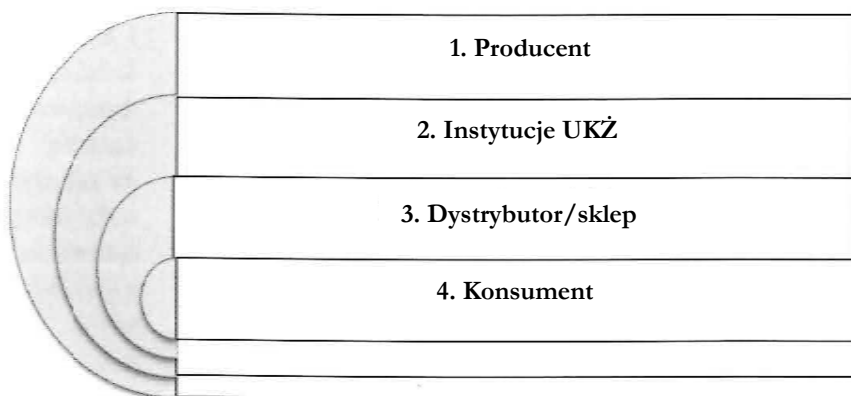 1. Producent
2. Instytucje UKŻ
3. Dystrybutor/sklep
4. Konsument